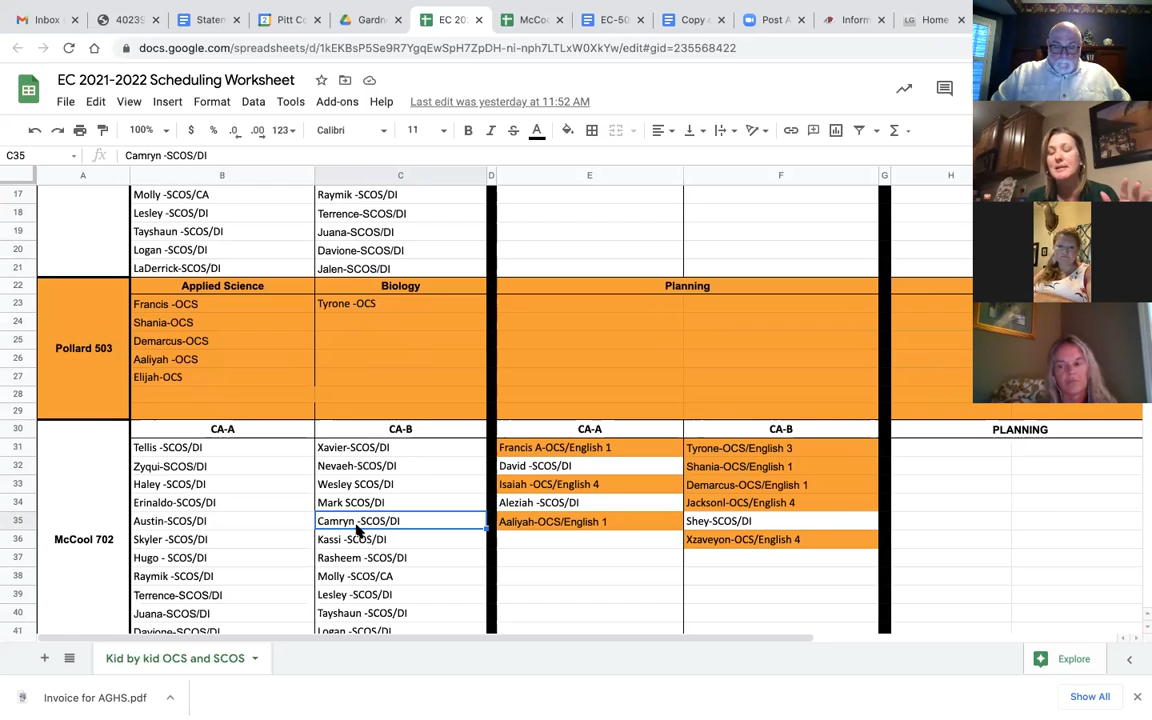 Inbox
40239
Staten
Pitt Co
Gardn
EC 20
McCo
EC-50
Copy
Post A
Inform
LG Home
docs.google.com/spreadsheets/d/1kEKBsP5Se9R7YgqEwSpH7ZpDH-ni-nph7LTLxW0XkYw/edit#gid=235568422
EC 2021-2022 Scheduling Worksheet
File Edit View Insert Format Data Tools Add-ons Help Last edit was yesterday at 11:52 AM
100% $ % .0 .00 123 Calibri 11 B I S A
C35 fx Camryn -SCOS/DI
A B C D E F G H
17 Molly -SCOS/CA Raymik -SCOS/DI
18 Lesley -SCOS/DI Terrence-SCOS/DI
19 Tayshaun -SCOS/DI Juana-SCOS/DI
20 Logan -SCOS/DI Davione-SCOS/DI
21 LaDerrick-SCOS/DI Jalen-SCOS/DI
22 Applied Science Biology Planning
23 Francis -OCS Tyrone -OCS
24 Shania-OCS
25 Demarcus-OCS
Pollard 503
26 Aaliyah -OCS
27 Elijah-OCS
28
29
30 CA-A CA-B CA-A CA-B PLANNING
31 Tellis -SCOS/DI Xavier-SCOS/DI Francis A-OCS/English 1 Tyrone-OCS/English 3
32 Zyqui-SCOS/DI Nevaeh-SCOS/DI David -SCOS/DI Shania-OCS/English 1
33 Haley -SCOS/DI Wesley SCOS/DI Isaiah -OCS/English 4 Demarcus-OCS/English 1
34 Erinaldo-SCOS/DI Mark SCOS/DI Aleziah -SCOS/DI Jacksonl-OCS/English 4
35 Austin-SCOS/DI Camryn -SCOS/DI Aaliyah-OCS/English 1 Shey-SCOS/DI
36 McCool 702 Skyler -SCOS/DI Kassi -SCOS/DI Xzaveyon-OCS/English 4
37 Hugo - SCOS/DI Rasheem -SCOS/DI
38 Raymik -SCOS/DI Molly -SCOS/CA
39 Terrence-SCOS/DI Lesley -SCOS/DI
40 Juana-SCOS/DI Tayshaun -SCOS/DI
41 Davione-SCOS/DI Logan -SCOS/DI
Kid by kid OCS and SCOS Explore
Invoice for AGHS.pdf Show All